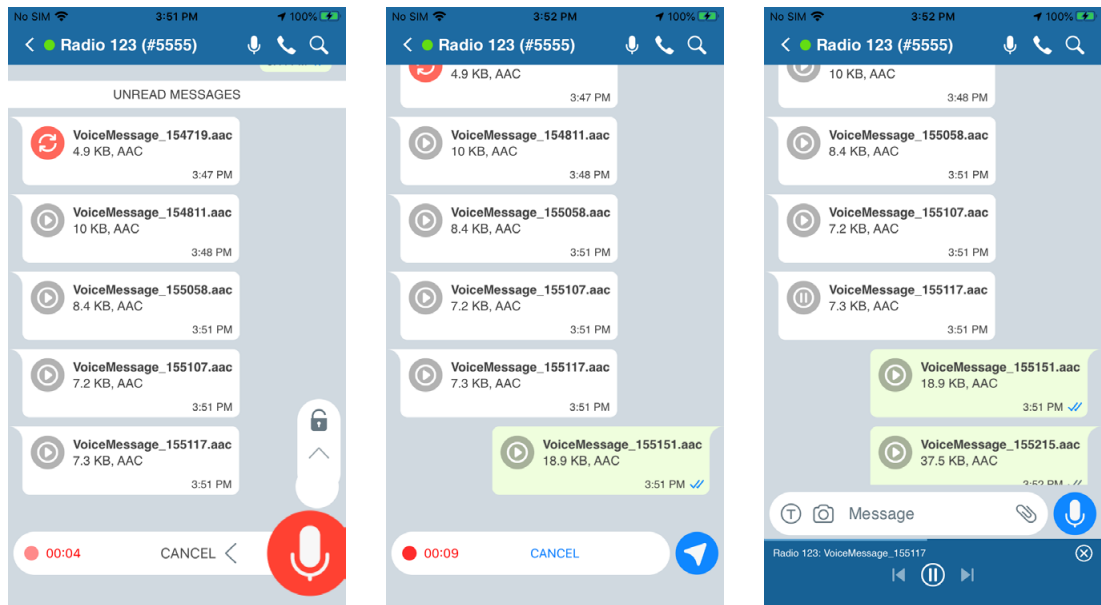 No SIM 3:51 PM 100%
Radio 123 (#5555)
UNREAD MESSAGES
VoiceMessage_154719.aac
4.9 KB, AAC
3:47 PM
VoiceMessage_154811.aac
10 KB, AAC
3:48 PM
VoiceMessage_155058.aac
8.4 KB, AAC
3:51 PM
VoiceMessage_155107.aac
7.2 KB, AAC
3:51 PM
VoiceMessage_155117.aac
7.3 KB, AAC
3:51 PM
00:04 CANCEL
No SIM 3:52 PM 100%
Radio 123 (#5555)
4.9 KB, AAC
3:47 PM
VoiceMessage_154811.aac
10 KB, AAC
3:48 PM
VoiceMessage_155058.aac
8.4 KB, AAC
3:51 PM
VoiceMessage_155107.aac
7.2 KB, AAC
3:51 PM
VoiceMessage_155117.aac
7.3 KB, AAC
3:51 PM
VoiceMessage_155151.aac
18.9 KB, AAC
3:51 PM
00:09 CANCEL
No SIM 3:52 PM 100%
Radio 123 (#5555)
10 KB, AAC
3:48 PM
VoiceMessage_155058.aac
8.4 KB, AAC
3:51 PM
VoiceMessage_155107.aac
7.2 KB, AAC
3:51 PM
VoiceMessage_155117.aac
7.3 KB, AAC
3:51 PM
VoiceMessage_155151.aac
18.9 KB, AAC
3:51 PM
VoiceMessage_155215.aac
37.5 KB, AAC
3:52 PM
T Message
Radio 123: VoiceMessage_155117